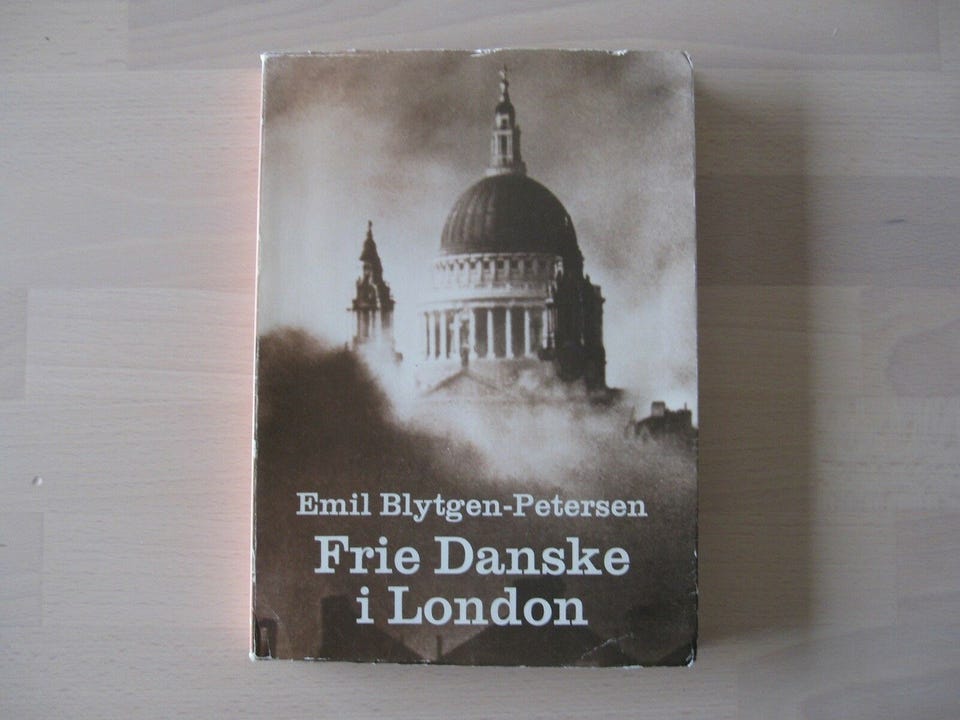 Emil Blytgen-Petersen
Frie Danske
i London